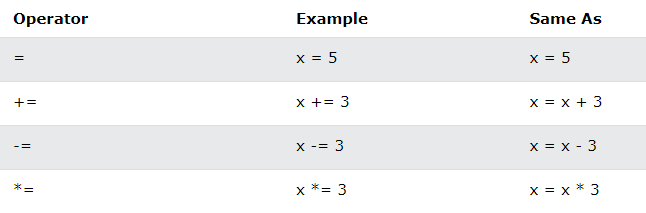 Operator Example Same As
= x = 5 x = 5
+= x += 3 x = x + 3
-= x -= 3 x = x - 3
*= x *= 3 x = x * 3